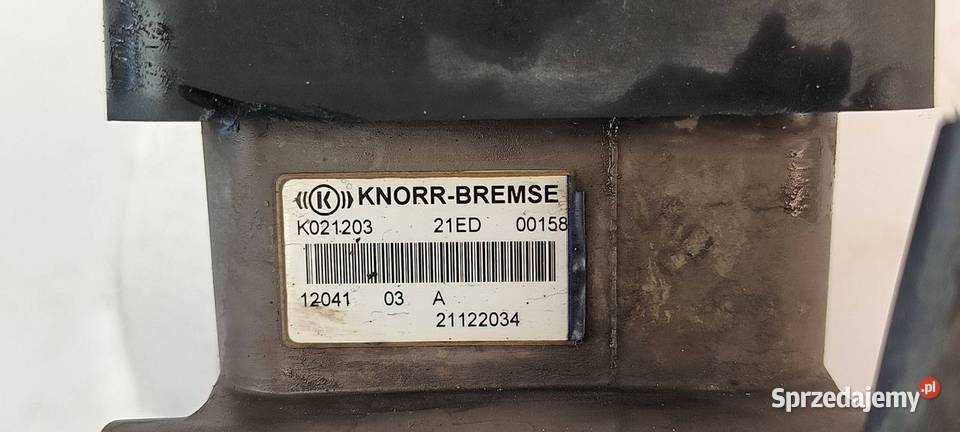 ((K)) KNORR-BREMSE
K021203 21ED 00158
12041 03 A
21122034
Sprzedajemy.pl